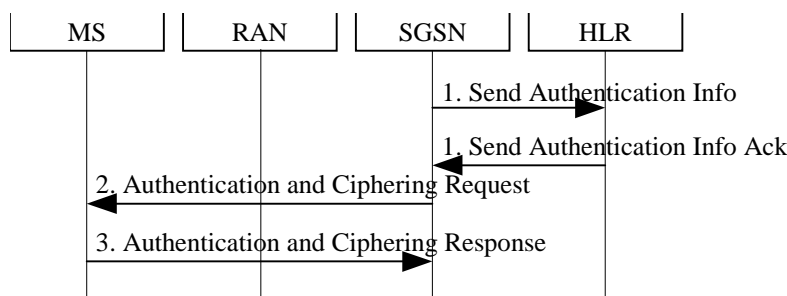 MS RAN SGSN HLR
1. Send Authentication Info
1. Send Authentication Info Ack
2. Authentication and Ciphering Request
3. Authentication and Ciphering Response